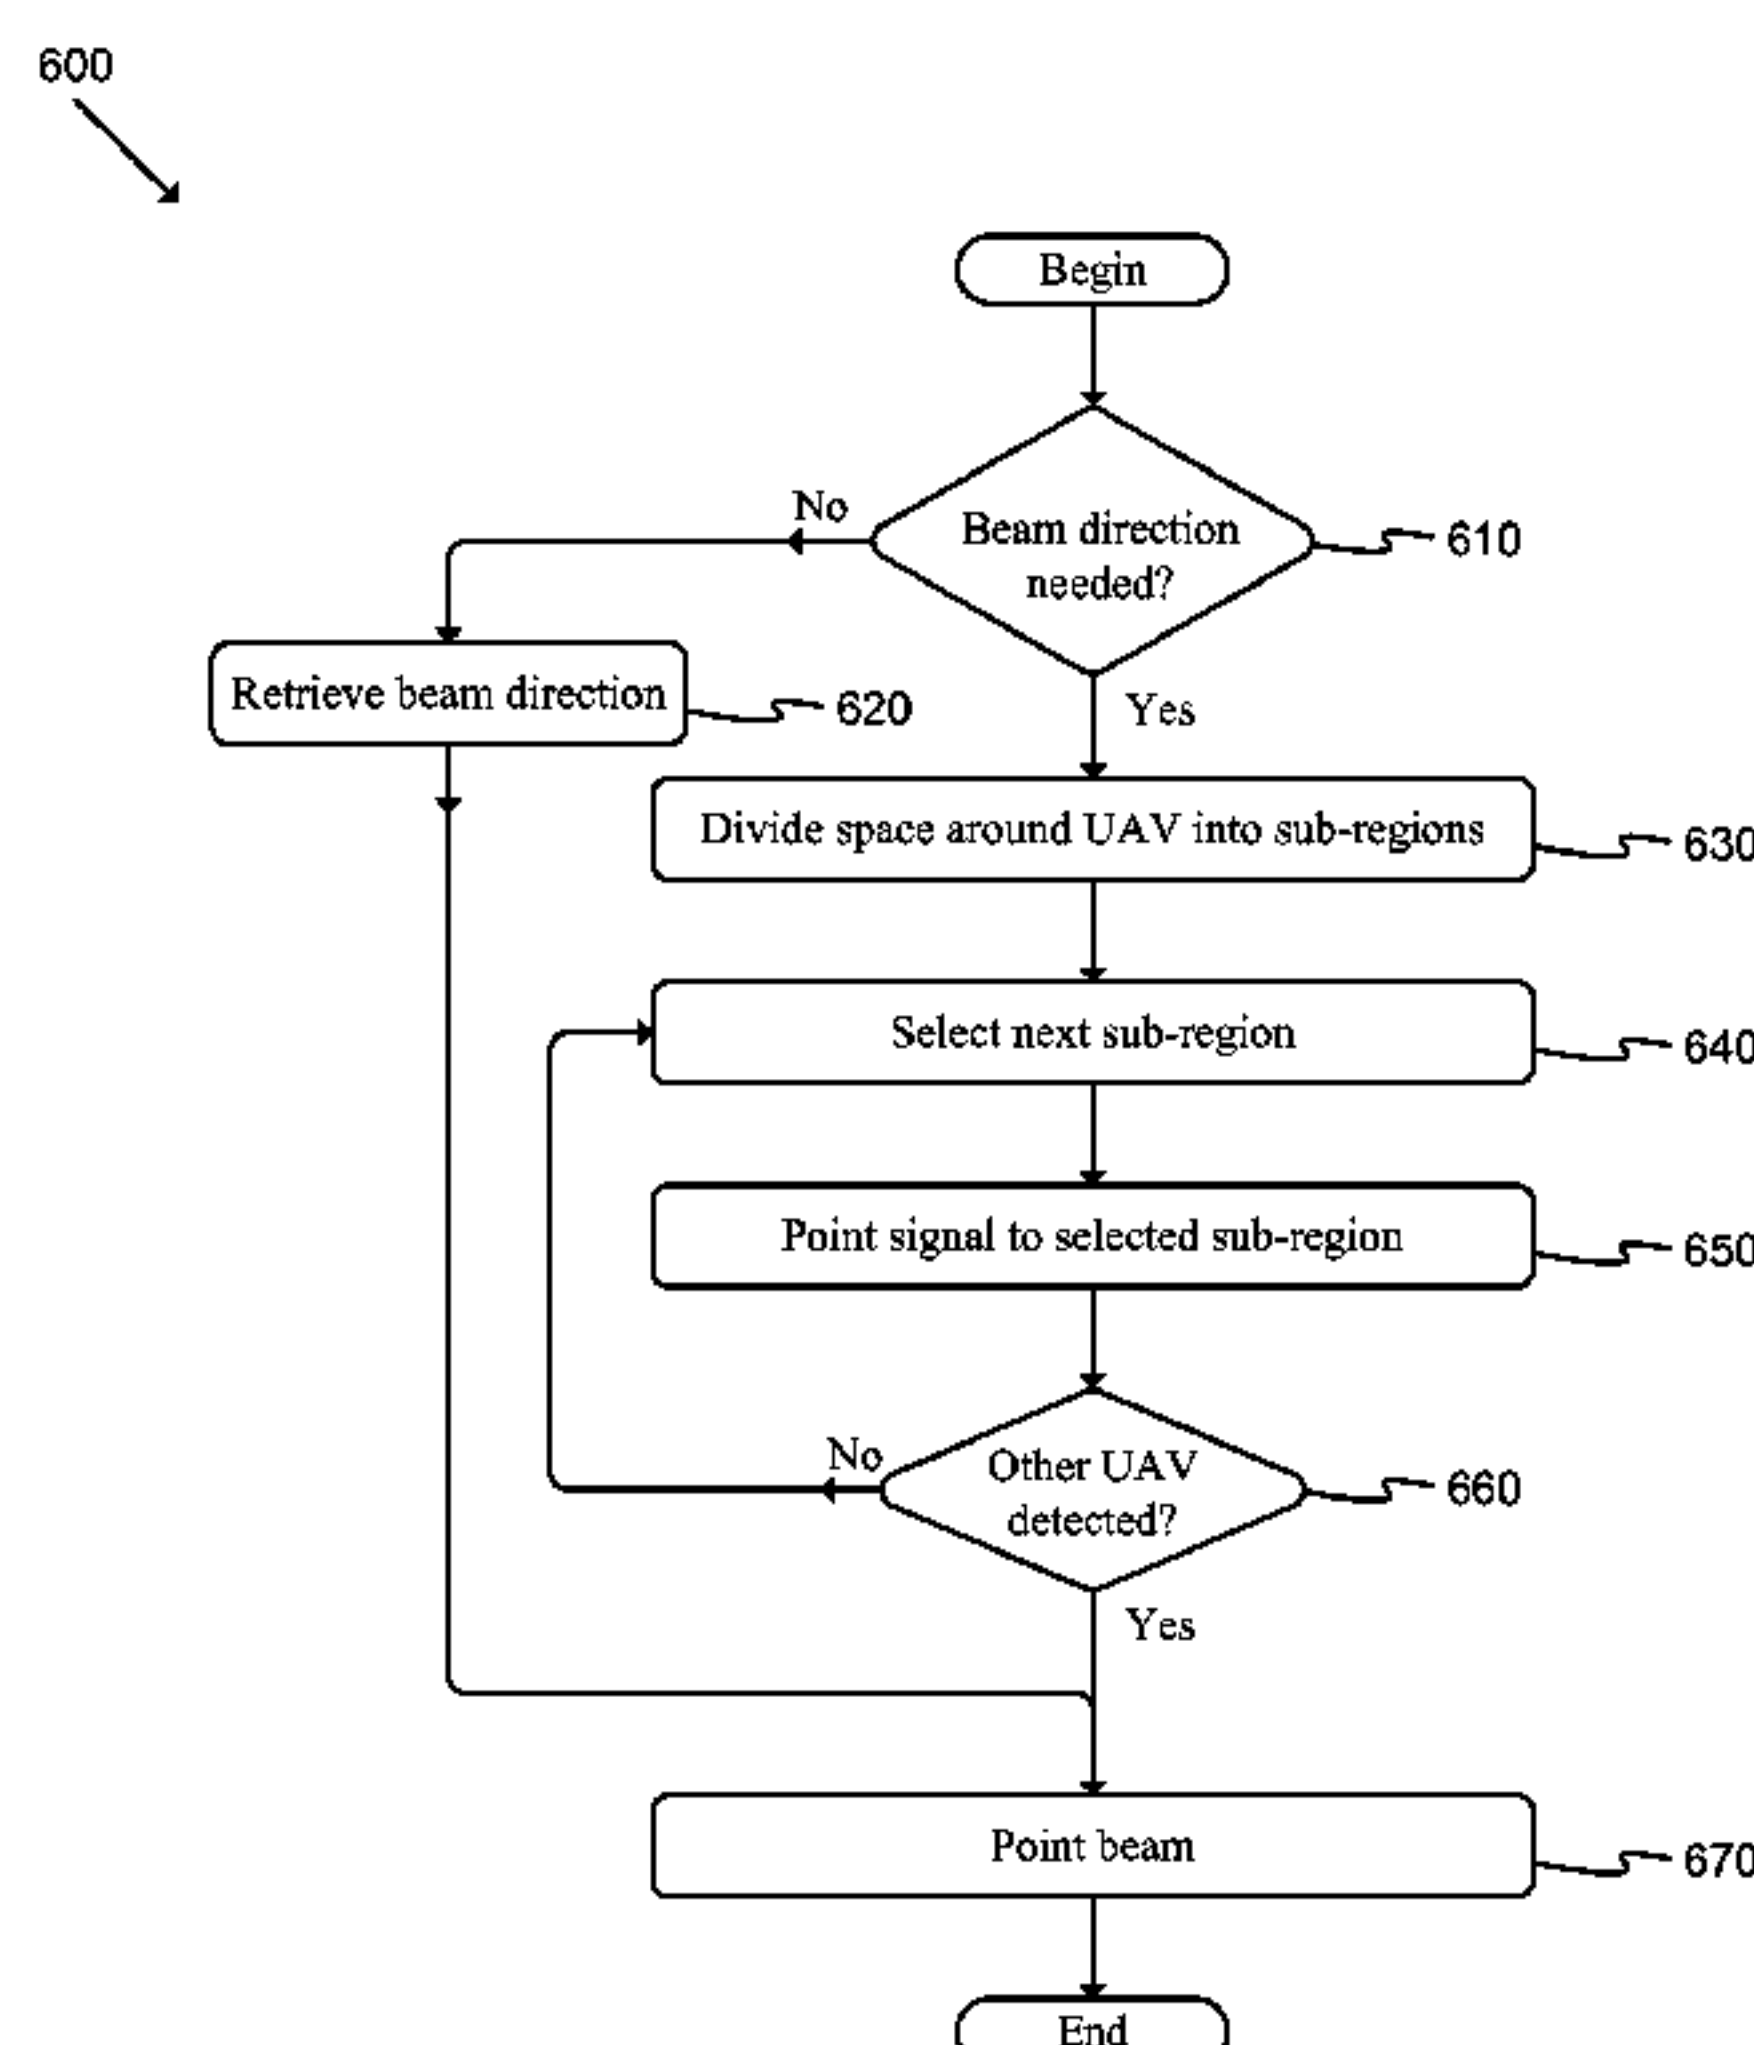 600
Begin
No
Beam direction
needed?
610
Retrieve beam direction
620
Yes
Divide space around UAV into sub-regions
630
Select next sub-region
640
Point signal to selected sub-region
650
No
Other UAV
detected?
660
Yes
Point beam
670
End